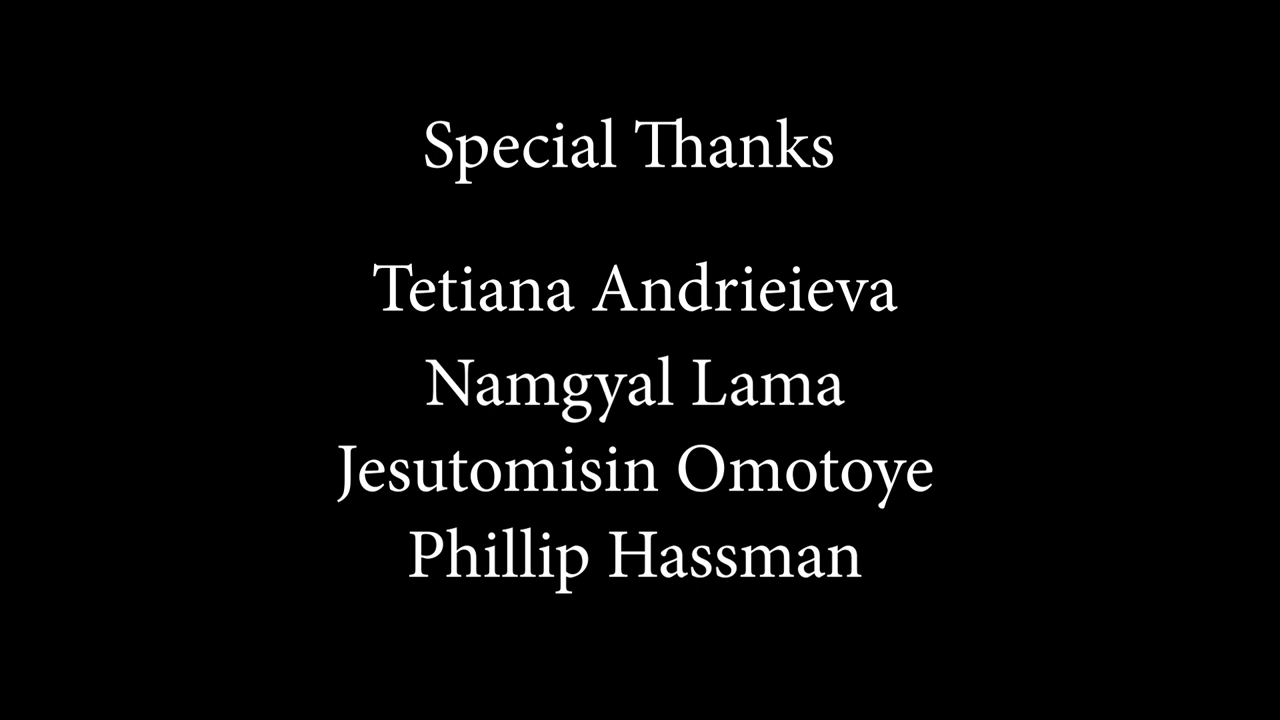 Special Thanks
Tetiana Andrieieva
Namgyal Lama
Jesutomisin Omotoye
Phillip Hassman